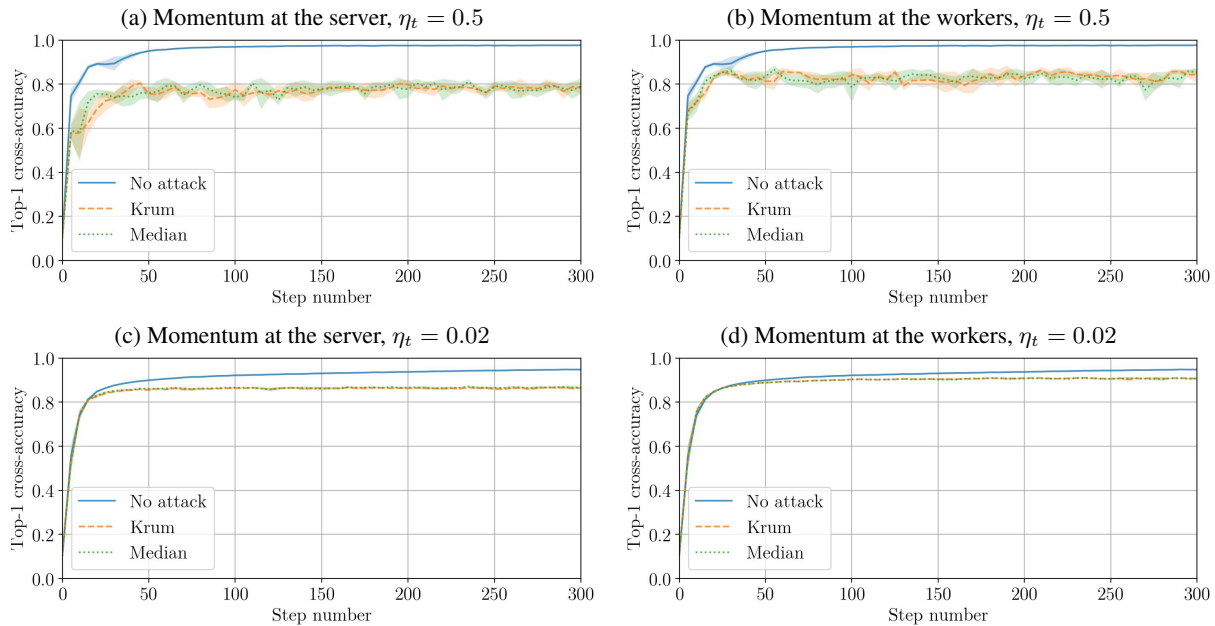 (a) Momentum at the server, $\eta_t = 0.5$
Top-1 cross-accuracy
1.0
0.8
0.6
0.4
0.2
0.0
No attack
Krum
Median
0 50 100 150 200 250 300
Step number
(b) Momentum at the workers, $\eta_t = 0.5$
Top-1 cross-accuracy
1.0
0.8
0.6
0.4
0.2
0.0
No attack
Krum
Median
0 50 100 150 200 250 300
Step number
(c) Momentum at the server, $\eta_t = 0.02$
Top-1 cross-accuracy
1.0
0.8
0.6
0.4
0.2
0.0
No attack
Krum
Median
0 50 100 150 200 250 300
Step number
(d) Momentum at the workers, $\eta_t = 0.02$
Top-1 cross-accuracy
1.0
0.8
0.6
0.4
0.2
0.0
No attack
Krum
Median
0 50 100 150 200 250 300
Step number